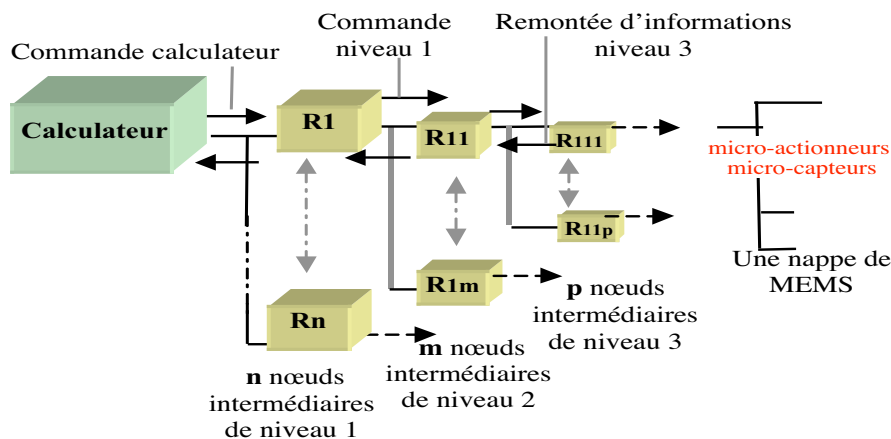 Commande calculateur
Commande
niveau 1
Remontée d’informations
niveau 3
Calculateur
R1
R11
R111
micro-actionneurs
micro-capteurs
R11p
Une nappe de
MEMS
Rn
R1m
p nœuds
intermédiaires
de niveau 3
m nœuds
intermédiaires
de niveau 2
n nœuds
intermédiaires
de niveau 1